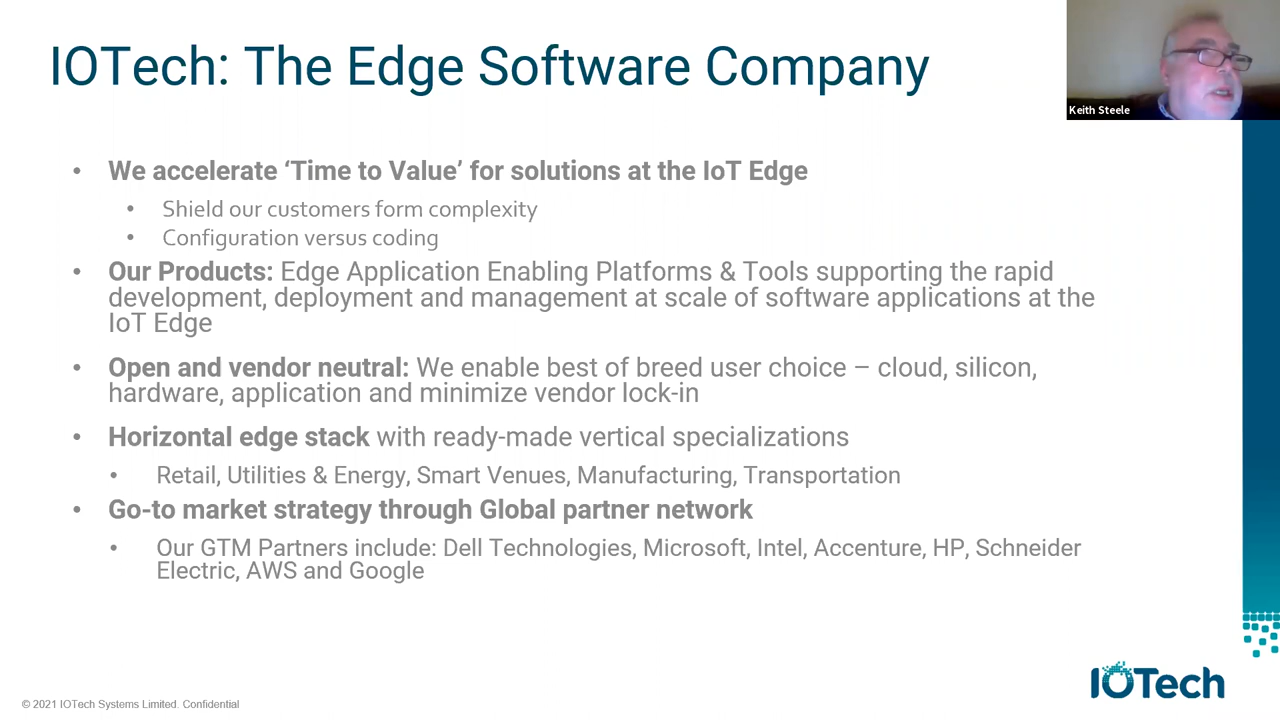 IOTech: The Edge Software Company
Keith Steele
• We accelerate ‘Time to Value’ for solutions at the IoT Edge
• Shield our customers form complexity
• Configuration versus coding
• Our Products: Edge Application Enabling Platforms & Tools supporting the rapid
development, deployment and management at scale of software applications at the
IoT Edge
• Open and vendor neutral: We enable best of breed user choice – cloud, silicon,
hardware, application and minimize vendor lock-in
• Horizontal edge stack with ready-made vertical specializations
• Retail, Utilities & Energy, Smart Venues, Manufacturing, Transportation
• Go-to market strategy through Global partner network
• Our GTM Partners include: Dell Technologies, Microsoft, Intel, Accenture, HP, Schneider
Electric, AWS and Google
IOTech
© 2021 IOTech Systems Limited. Confidential